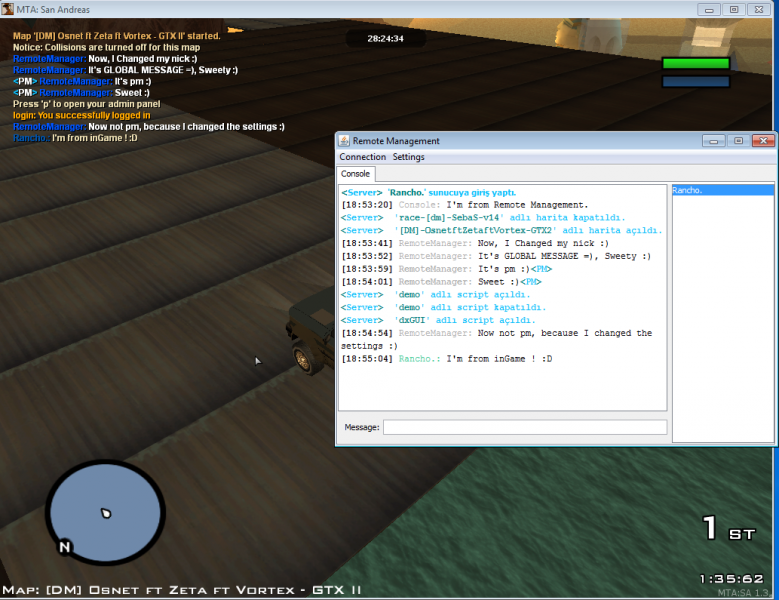 MTA: San Andreas
Map '[DM] Osnet ft Zeta ft Vortex - GTX II' started.
Notice: Collisions are turned off for this map
RemoteManager: Now, I Changed my nick :)
RemoteManager: It's GLOBAL MESSAGE =), Sweety :)
<PM> RemoteManager: It's pm :)
<PM> RemoteManager: Sweet :)
Press 'p' to open your admin panel
login: You successfully logged in
RemoteManager: Now not pm, because I changed the settings :)
Rancho.: I'm from inGame ! :D
28:24:34
Remote Management
Connection Settings
Console
<Server> 'Rancho.' sunucuya giriş yaptı.
[18:53:20] Console: I'm from Remote Management.
<Server> 'race-[dm]-SebaS-v14' adlı harita kapatıldı.
<Server> '[DM]-OsnetftZetaftVortex-GTX2' adlı harita açıldı.
[18:53:41] RemoteManager: Now, I Changed my nick :)
[18:53:52] RemoteManager: It's GLOBAL MESSAGE =), Sweety :)
[18:53:59] RemoteManager: It's pm :)<PM>
[18:54:01] RemoteManager: Sweet :)<PM>
<Server> 'demo' adlı script açıldı.
<Server> 'demo' adlı script kapatıldı.
<Server> 'dxGUI' adlı script açıldı.
[18:54:54] RemoteManager: Now not pm, because I changed the
settings :)
[18:55:04] Rancho.: I'm from inGame ! :D
Rancho.
Message:
N
1 ST
1:35:62
Map: [DM] Osnet ft Zeta ft Vortex - GTX II
MTA:SA 1.3